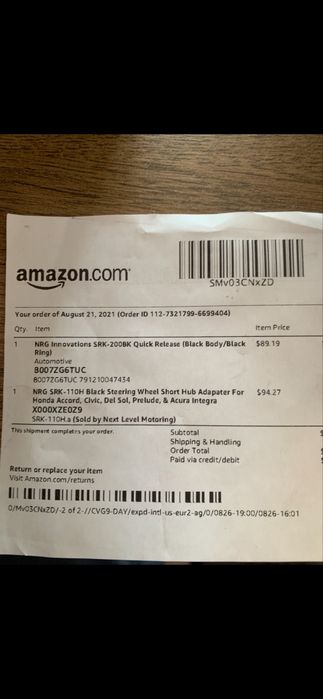 amazon.com
SMv03CNxZD
Your order of August 21, 2021 (Order ID 112-7321799-6699404)
Qty. Item Item Price
1 NRG Innovations SRK-200BK Quick Release (Black Body/Black $89.19
Ring)
Automotive
B007ZG6TUC
B007ZG6TUC 791210047434
1 NRG SRK-110H Black Steering Wheel Short Hub Adapater For $94.27
Honda Accord, Civic, Del Sol, Prelude, & Acura Integra
X000XZE0Z9
SRK-110H.a (Sold by Next Level Motoring)
This shipment completes your order. Subtotal $
Shipping & Handling
Order Total $
Paid via credit/debit $
Return or replace your item
Visit Amazon.com/returns
0/Mv03CNxZD/-2 of 2-//CVG9-DAY/expd-intl-us-eur2-ag/0/0826-19:00/0826-16:01